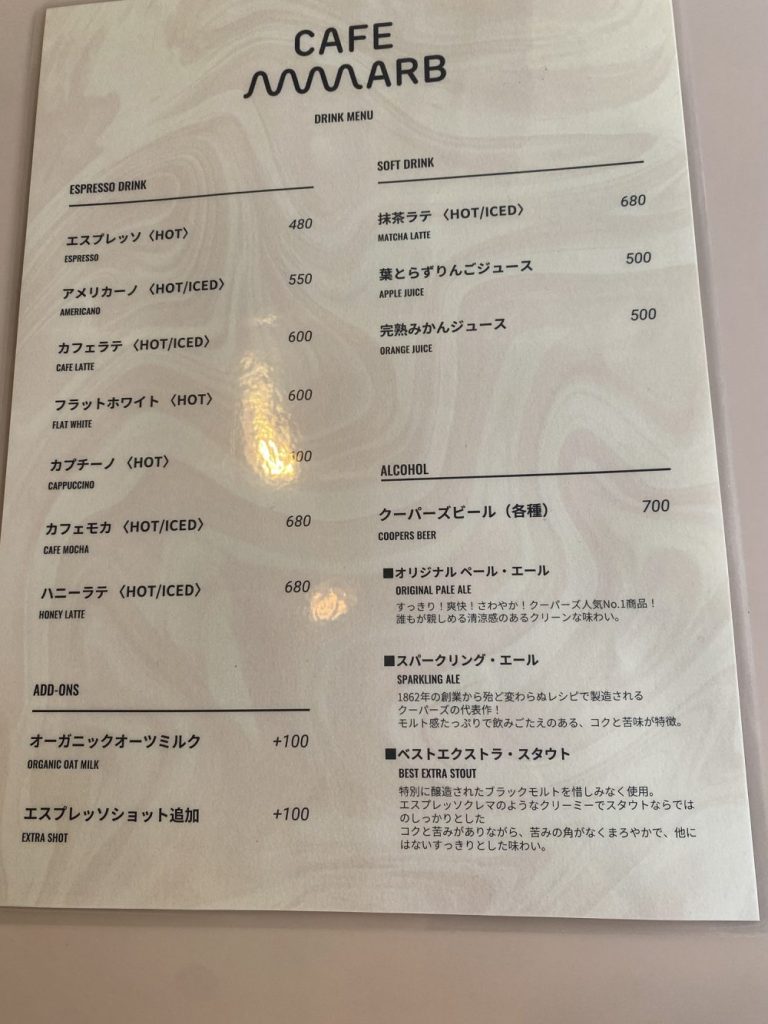 CAFE
MARB
DRINK MENU
ESPRESSO DRINK
エスプレッソ〈HOT〉 480
ESPRESSO
アメリカーノ 〈HOT/ICED〉 550
AMERICANO
カフェラテ 〈HOT/ICED〉 600
CAFE LATTE
フラットホワイト 〈HOT〉 600
FLAT WHITE
カプチーノ 〈HOT〉
CAPPUCCINO
カフェモカ 〈HOT/ICED〉 680
CAFE MOCHA
ハニーラテ 〈HOT/ICED〉 680
HONEY LATTE
ADD-ONS
オーガニックオーツミルク +100
ORGANIC OAT MILK
エスプレッソショット追加 +100
EXTRA SHOT
SOFT DRINK
抹茶ラテ 〈HOT/ICED〉 680
MATCHA LATTE
葉とらずりんごジュース 500
APPLE JUICE
完熟みかんジュース 500
ORANGE JUICE
ALCOHOL
クーパーズビール（各種） 700
COOPERS BEER
■オリジナル ペール・エール
ORIGINAL PALE ALE
すっきり！爽快！さわやか！クーパーズ人気No.1商品！
誰もが親しめる清涼感のあるクリーンな味わい。
■スパークリング・エール
SPARKLING ALE
1862年の創業から殆ど変わらぬレシピで製造される
クーパーズの代表作！
モルト感たっぷりで飲みごたえのある、コクと苦味が特徴。
■ベストエクストラ・スタウト
BEST EXTRA STOUT
特別に醸造されたブラックモルトを惜しみなく使用。
エスプレッソクレマのようなクリーミーでスタウトならでは
のしっかりとした
コクと苦みがありながら、苦みの角がなくまろやかで、他に
はないすっきりとした味わい。